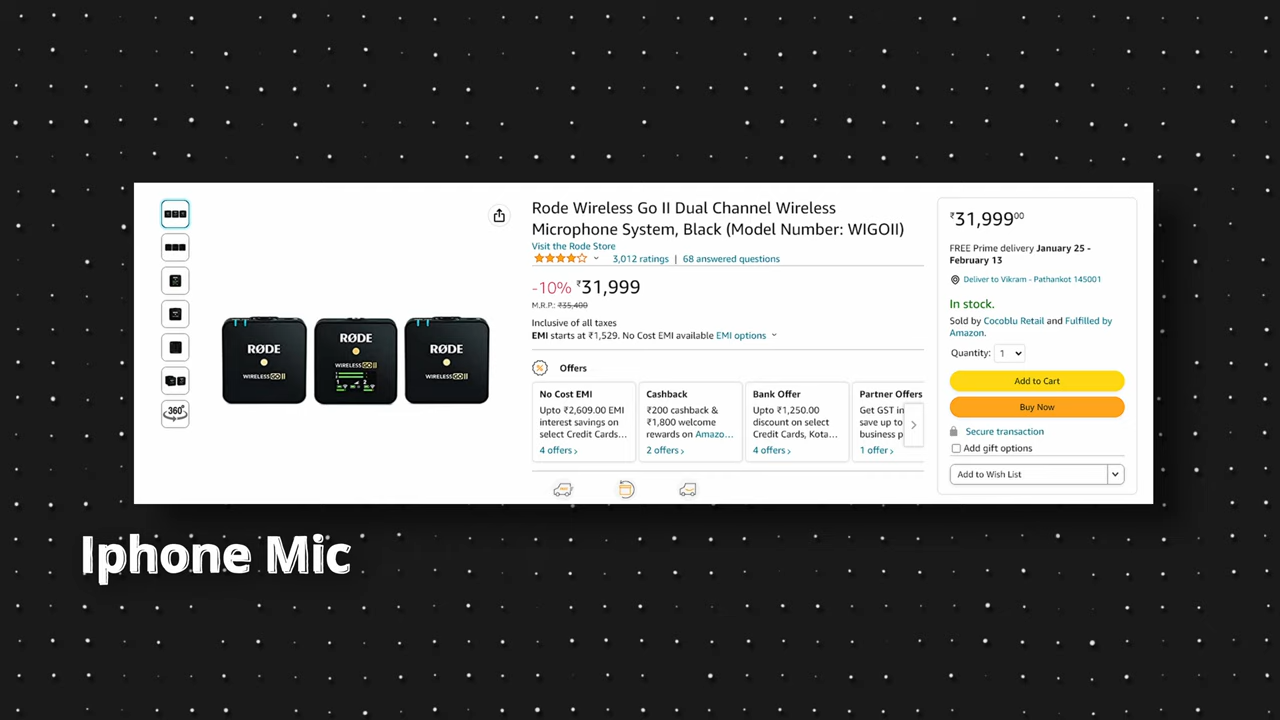 Rode Wireless Go II Dual Channel Wireless
Microphone System, Black (Model Number: WIGOII)
Visit the Rode Store
3,012 ratings | 68 answered questions
-10% ₹31,999
M.R.P.: ₹35,400
Inclusive of all taxes
EMI starts at ₹1,529. No Cost EMI available EMI options
Offers
No Cost EMI
Upto ₹2,609.00 EMI
interest savings on
select Credit Cards...
4 offers
Cashback
₹200 cashback &
₹1,800 welcome
rewards on Amazo...
2 offers
Bank Offer
Upto ₹1,250.00
discount on select
Credit Cards, Kota...
4 offers
Partner Offers
Get GST in
save up to
business p
1 offer
₹31,999.00
FREE Prime delivery January 25 -
February 13
Deliver to Vikram - Pathankot 145001
In stock.
Sold by Cocoblu Retail and Fulfilled by
Amazon.
Quantity: 1
Add to Cart
Buy Now
Secure transaction
Add gift options
Add to Wish List
360°
RØDE
WIRELESS GO II
RØDE
WIRELESS GO II
RØDE
WIRELESS GO II
Iphone Mic